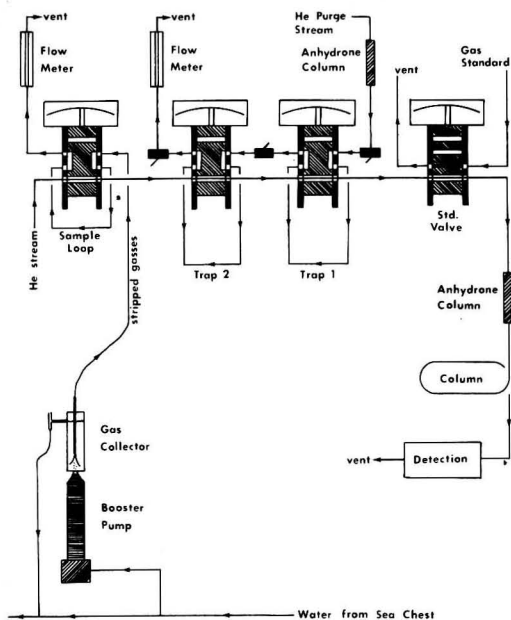 vent
vent
He Purge
Stream
Flow
Meter
Flow
Meter
Anhydrone
Column
Gas
Standard
vent
Sample
Loap
Trap 2
Trap 1
Std.
Valve
He stream
stripped gasses
Anhydrone
Column
Column
Gas
Collector
vent
Detection
Booster
Pump
Water from Sea Chest